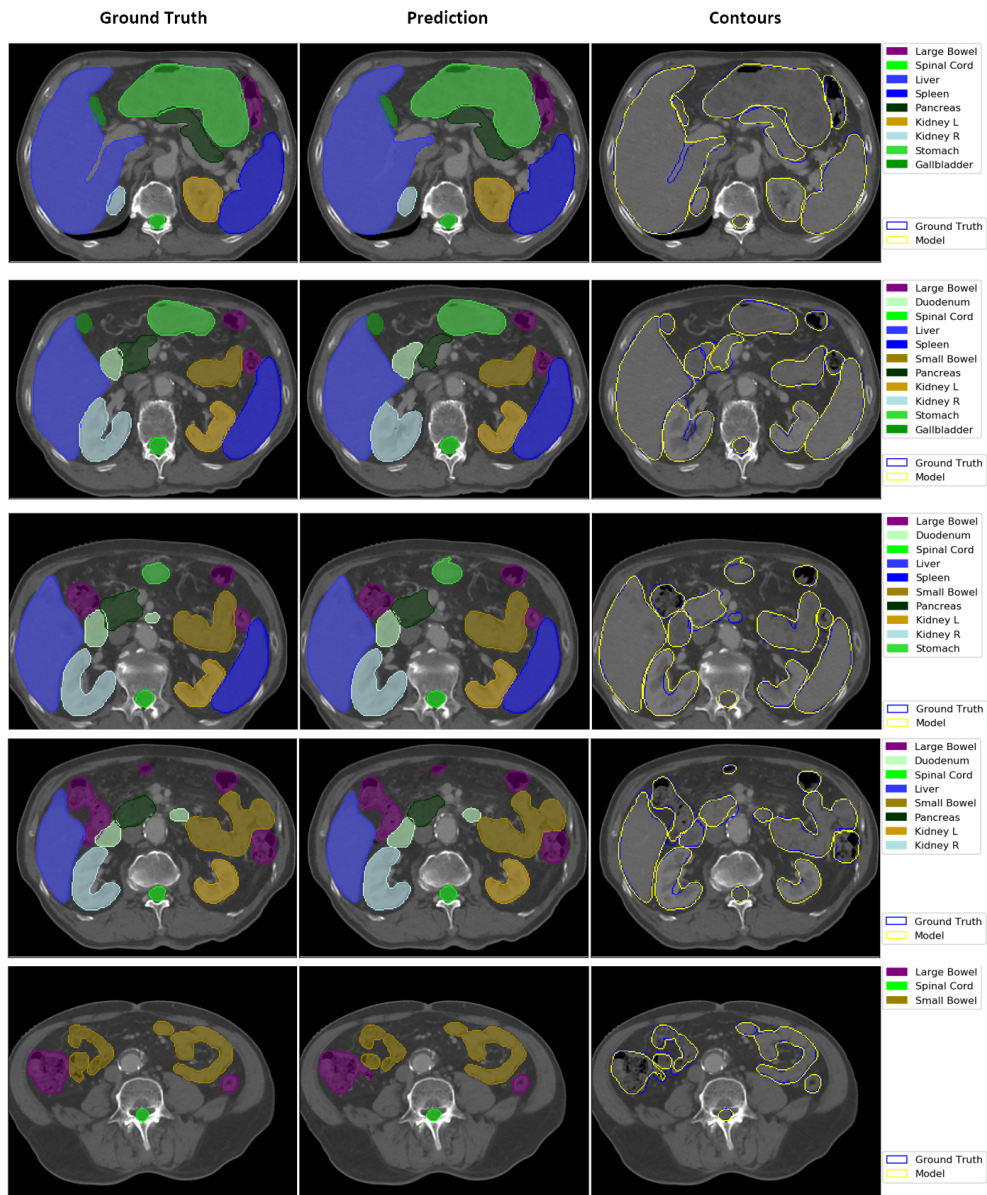 Ground Truth
Prediction
Contours
Large Bowel
Spinal Cord
Liver
Spleen
Pancreas
Kidney L
Kidney R
Stomach
Gallbladder
Ground Truth
Model
Large Bowel
Duodenum
Spinal Cord
Liver
Spleen
Small Bowel
Pancreas
Kidney L
Kidney R
Stomach
Gallbladder
Ground Truth
Model
Large Bowel
Duodenum
Spinal Cord
Liver
Spleen
Small Bowel
Pancreas
Kidney L
Kidney R
Stomach
Ground Truth
Model
Large Bowel
Duodenum
Spinal Cord
Liver
Small Bowel
Pancreas
Kidney L
Kidney R
Ground Truth
Model
Large Bowel
Spinal Cord
Small Bowel
Ground Truth
Model